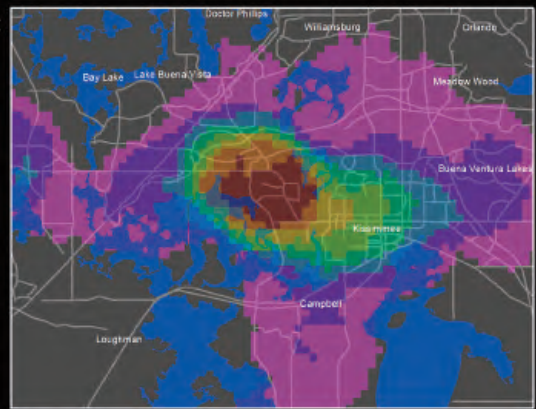 Doctor Phillips
Williamsburg
Orlando
Bay Lake
Lake Buena Vista
Meadow Wood
Buena Ventura Lakes
Kissimmee
Campbell
Loughman